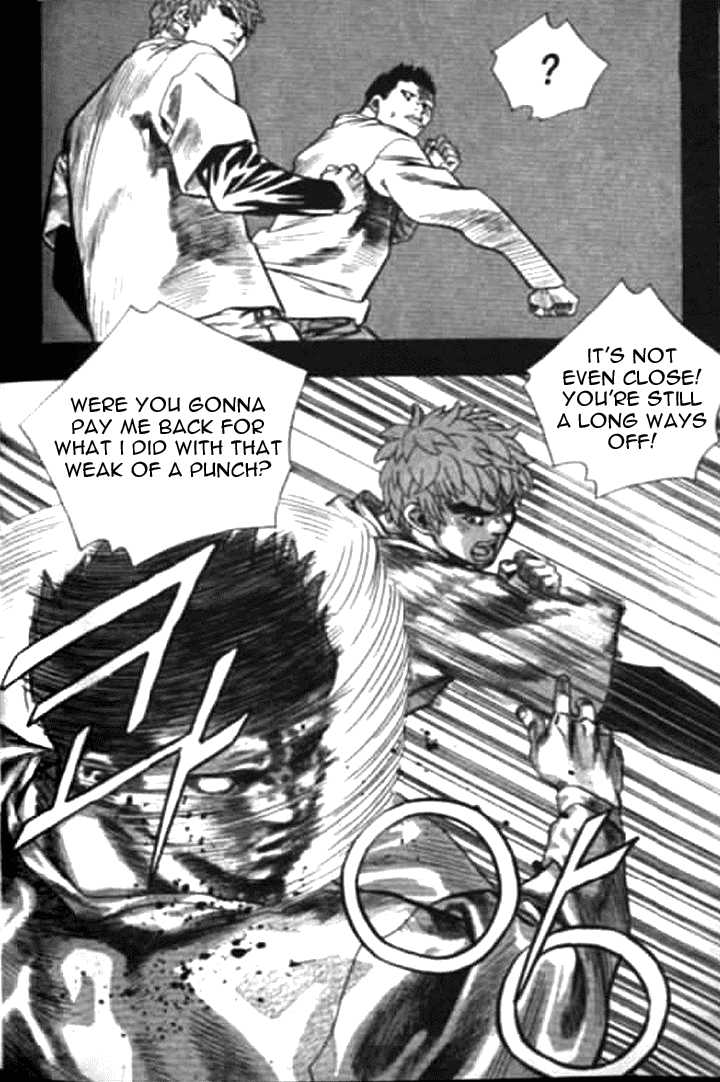 ?
WERE YOU GONNA
PAY ME BACK FOR
WHAT I DID WITH THAT
WEAK OF A PUNCH?
IT'S NOT
EVEN CLOSE!
YOU'RE STILL
A LONG WAYS
OFF!